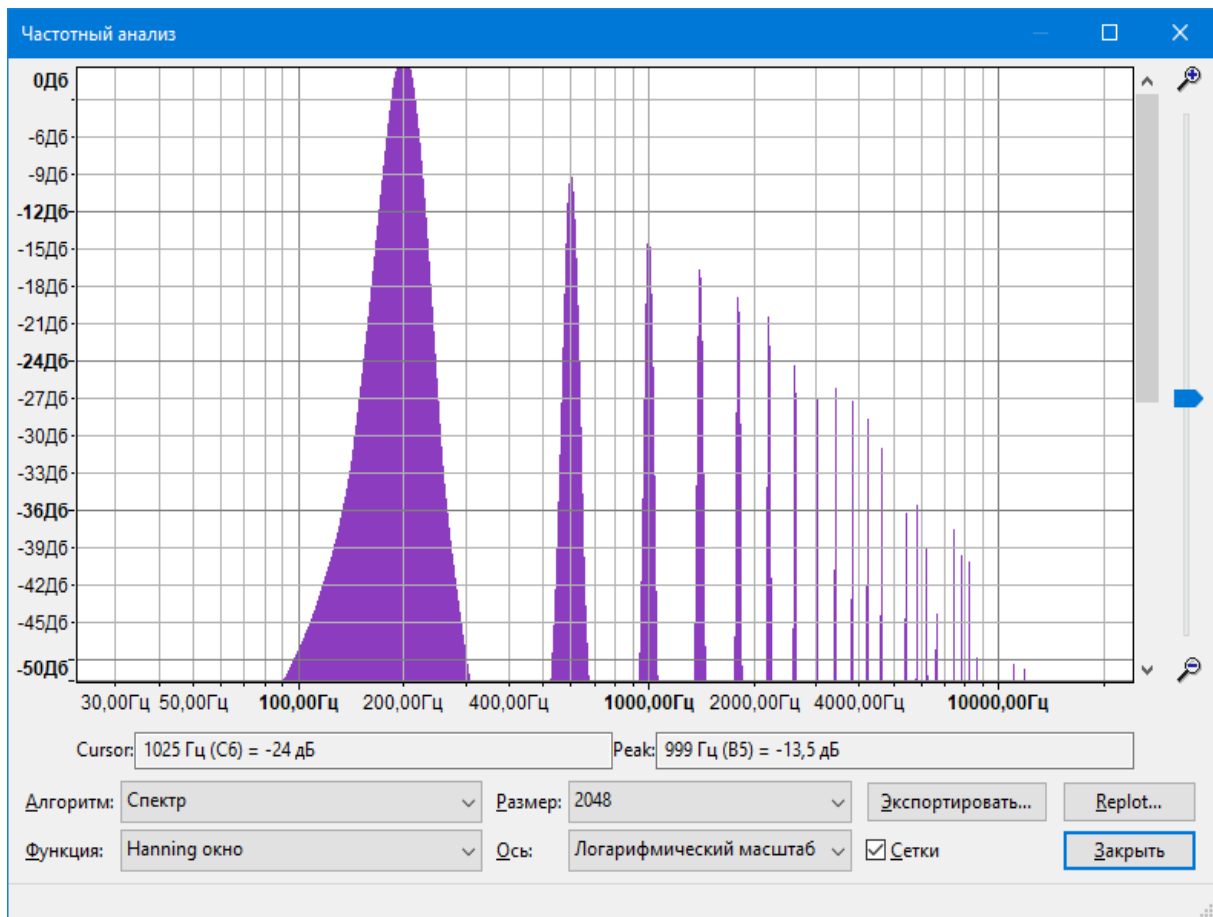 Частотный анализ
0Дб
-6Дб
-9Дб
-12Дб
-15Дб
-18Дб
-21Дб
-24Дб
-27Дб
-30Дб
-33Дб
-36Дб
-39Дб
-42Дб
-45Дб
-50Дб
30,00Гц 50,00Гц 100,00Гц 200,00Гц 400,00Гц 1000,00Гц 2000,00Гц 4000,00Гц 10000,00Гц
Cursor: 1025 Гц (C6) = -24 дБ Peak: 999 Гц (B5) = -13,5 дБ
Алгоритм: Спектр Размер: 2048 Экспортировать... Replot...
Функция: Hanning окно Ось: Логарифмический масштаб Сетки Закрыть